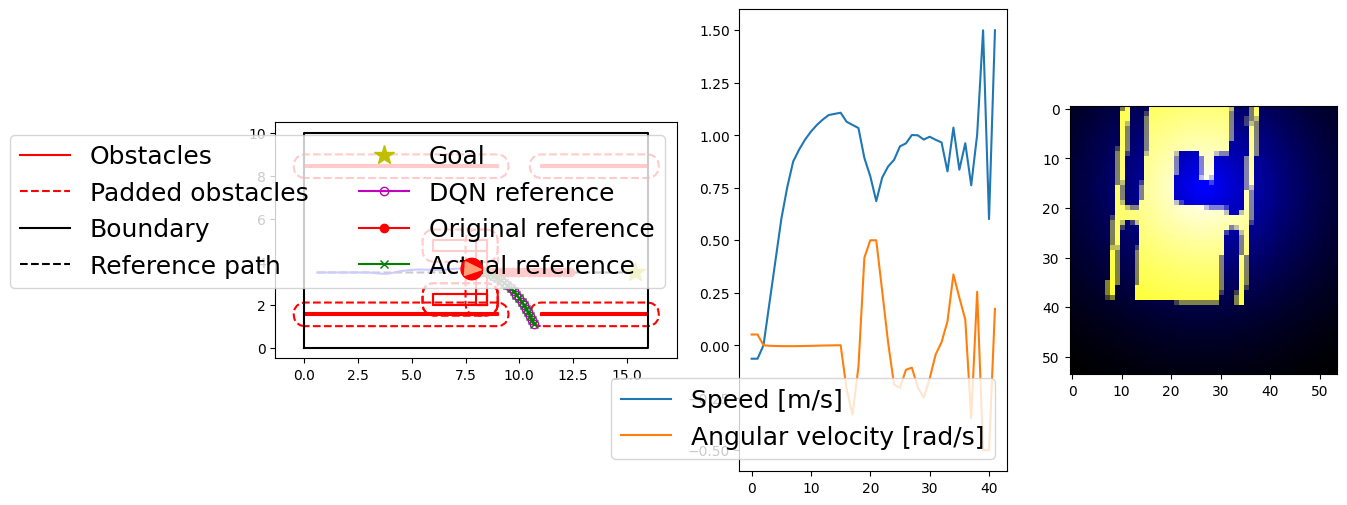 Obstacles
Padded obstacles
Boundary
Reference path
Goal
DQN reference
Original reference
Actual reference
10
8
6
2
0
0.0 2.5 5.0 7.5 10.0 12.5 15.0
1.50
1.25
1.00
0.75
0.50
0.25
0.00
−0.50
0 10 20 30 40
Speed [m/s]
Angular velocity [rad/s]
0
10
20
30
40
50
0 10 20 30 40 50